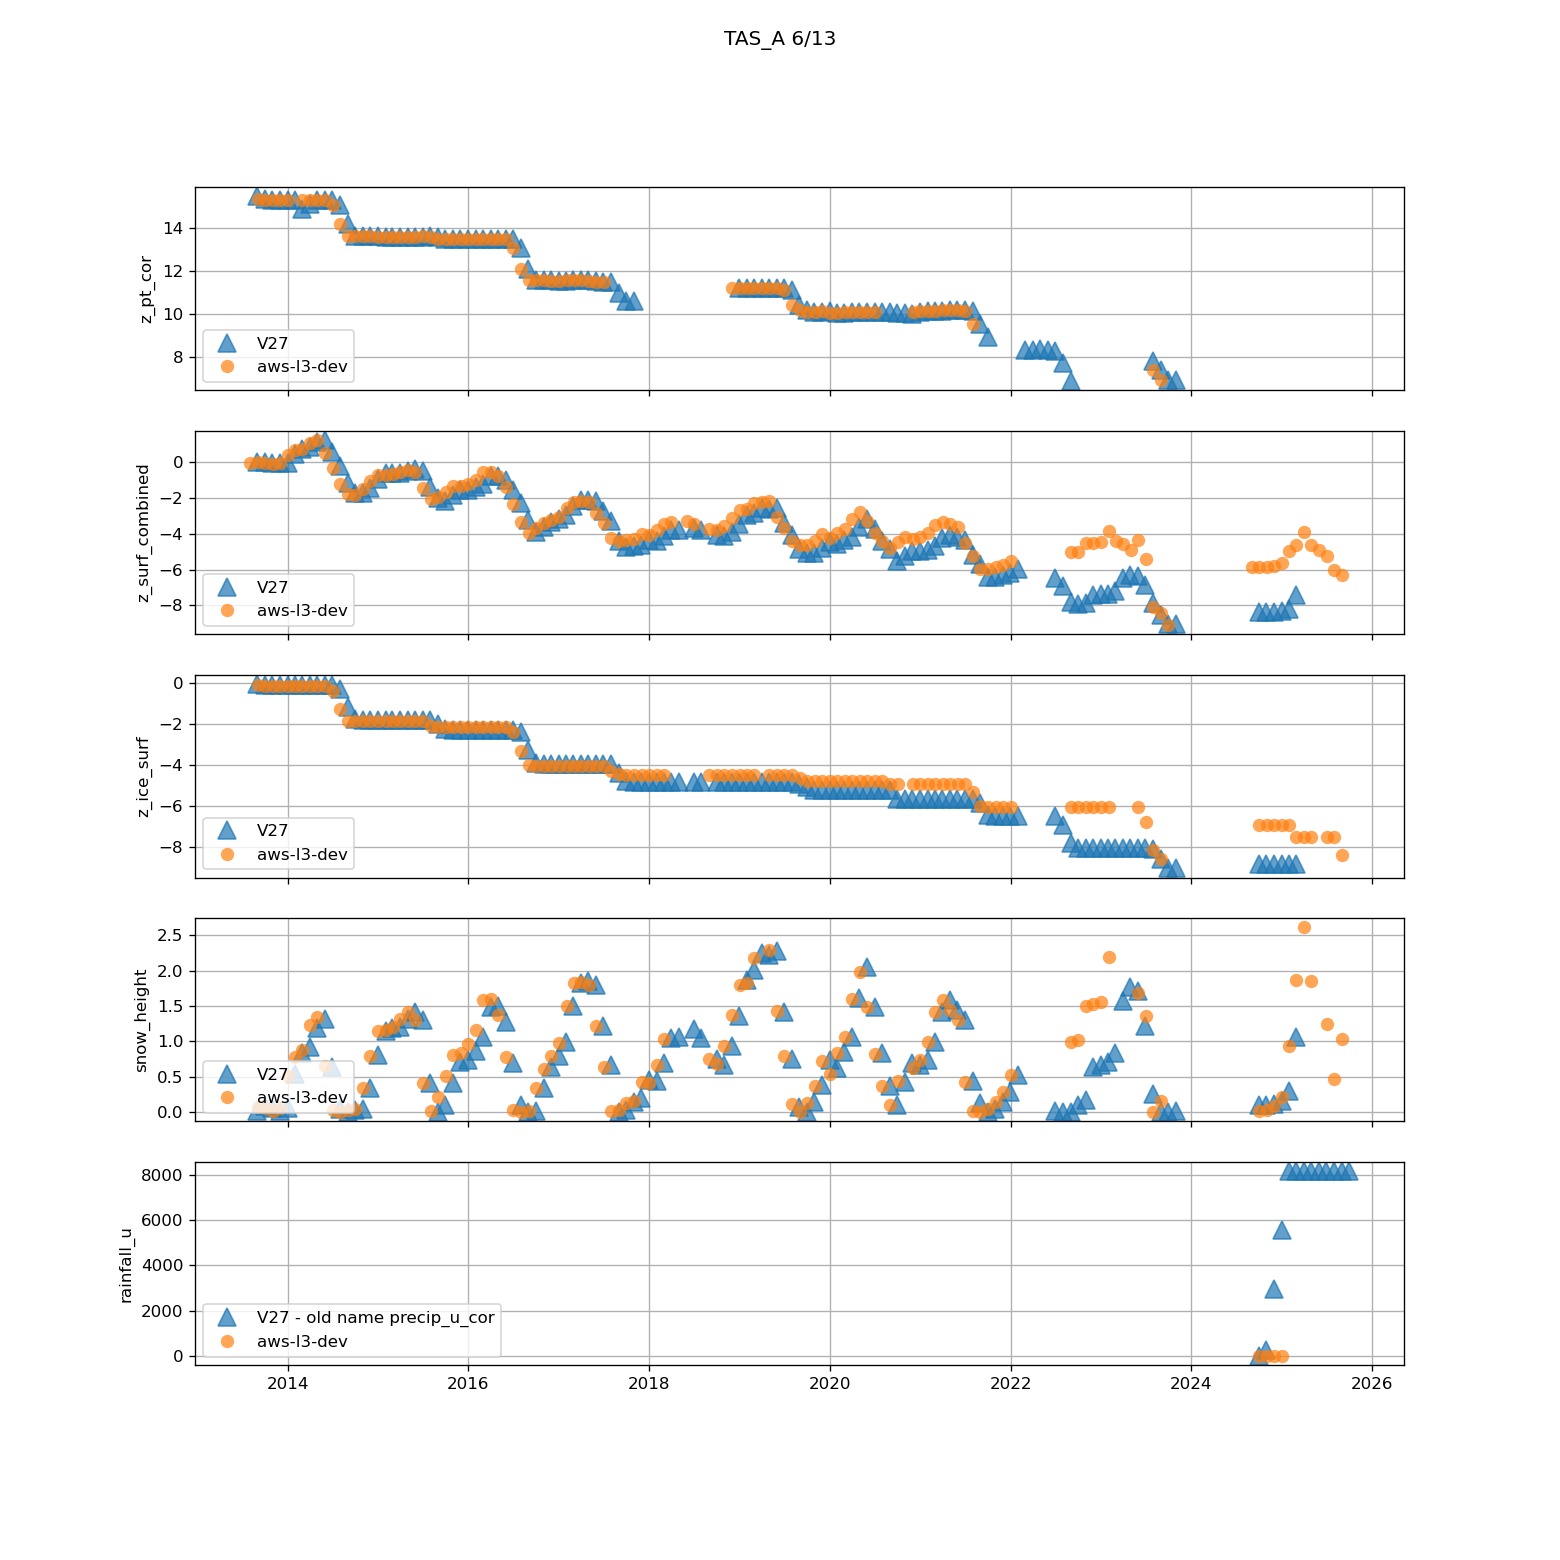 TAS_A 6/13
14
12
10
8
z_pt_cor
V27
aws-l3-dev
0
−2
−4
−6
−8
z_surf_combined
V27
aws-l3-dev
0
−2
−4
−6
−8
z_ice_surf
V27
aws-l3-dev
2.5
2.0
1.5
1.0
0.5
0.0
snow_height
V27
aws-l3-dev
8000
6000
4000
2000
0
rainfall_u
V27 - old name precip_u_cor
aws-l3-dev
2014 2016 2018 2020 2022 2024 2026